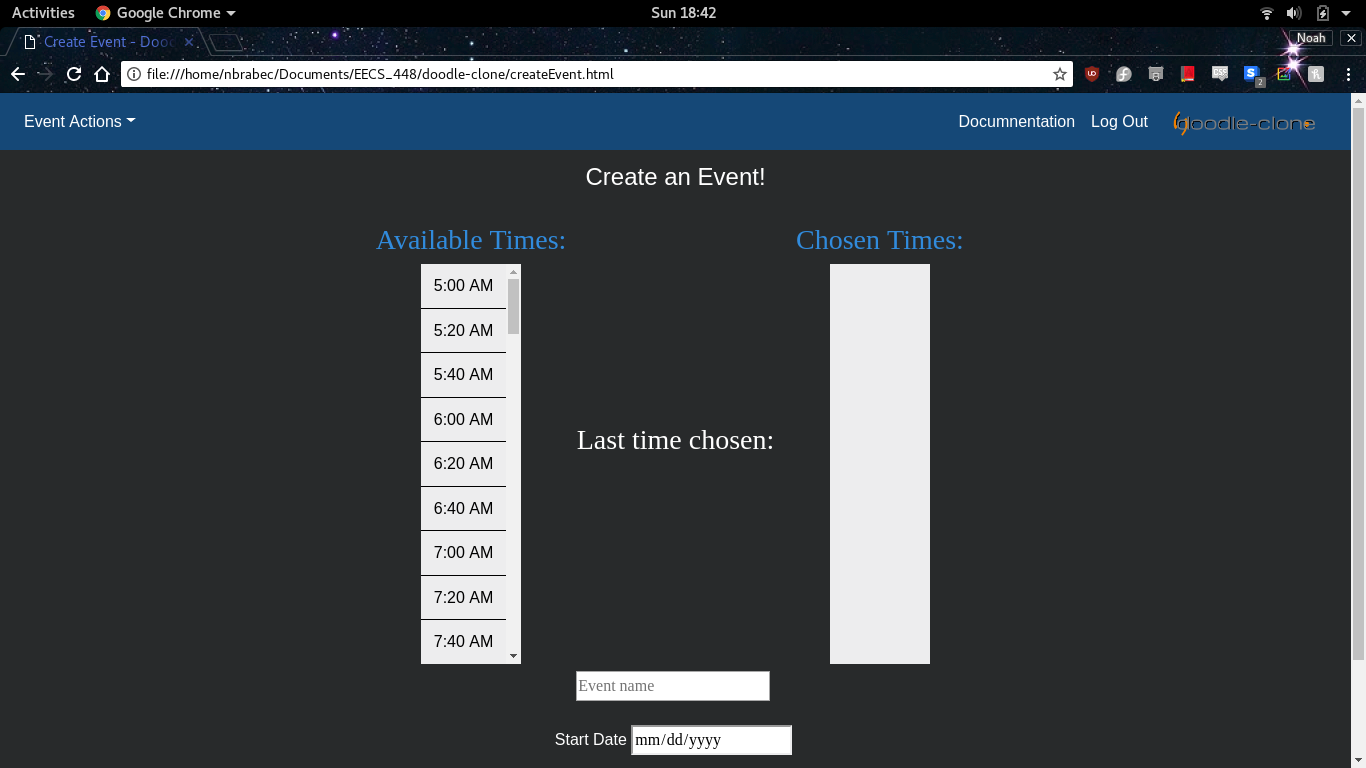 Activities Google Chrome Sun 18:42
Create Event - Dood Noah
file:///home/nbrabec/Documents/EECS_448/doodle-clone/createEvent.html
2
Event Actions Documnentation Log Out doodle-clone
Create an Event!
Available Times: Chosen Times:
5:00 AM
5:20 AM
5:40 AM
6:00 AM
6:20 AM
6:40 AM
7:00 AM
7:20 AM
7:40 AM
Last time chosen:
Event name
Start Date mm/dd/yyyy